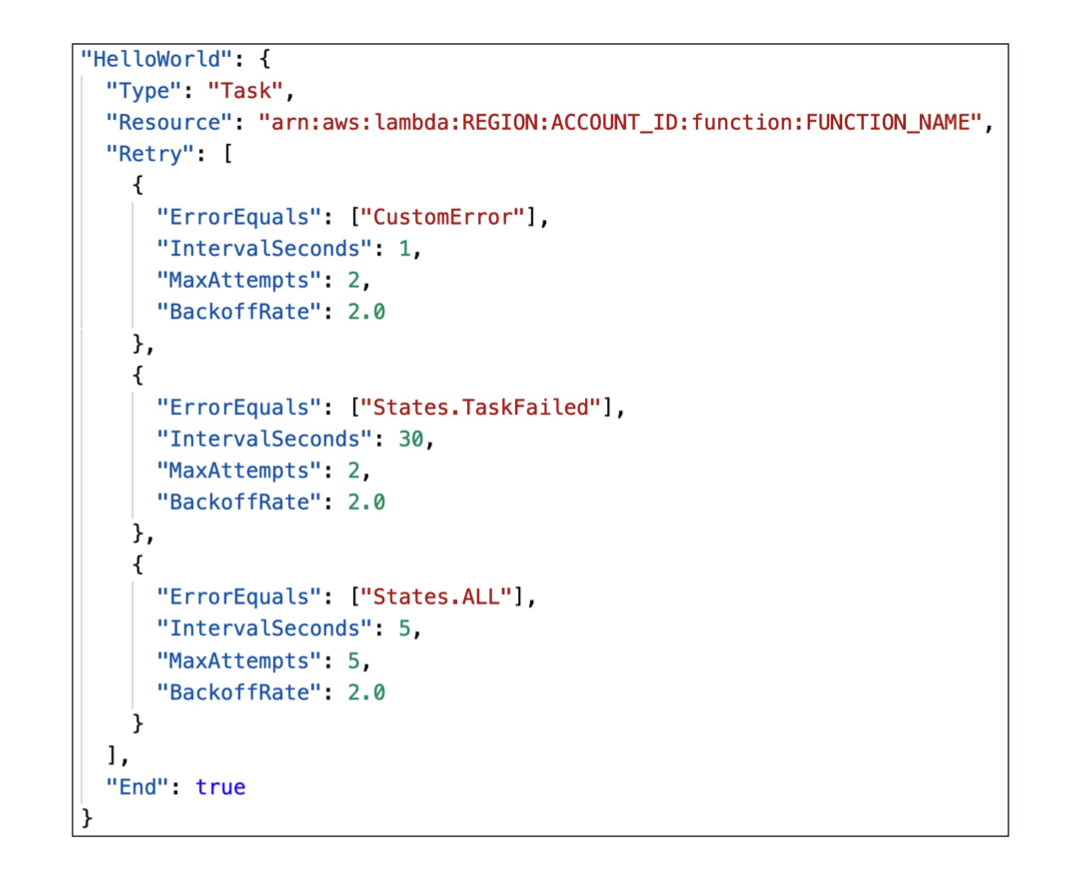 "HelloWorld": {
"Type": "Task",
"Resource": "arn:aws:lambda:REGION:ACCOUNT_ID:function:FUNCTION_NAME",
"Retry": [
{
"ErrorEquals": ["CustomError"],
"IntervalSeconds": 1,
"MaxAttempts": 2,
"BackoffRate": 2.0
},
{
"ErrorEquals": ["States.TaskFailed"],
"IntervalSeconds": 30,
"MaxAttempts": 2,
"BackoffRate": 2.0
},
{
"ErrorEquals": ["States.ALL"],
"IntervalSeconds": 5,
"MaxAttempts": 5,
"BackoffRate": 2.0
}
],
"End": true
}